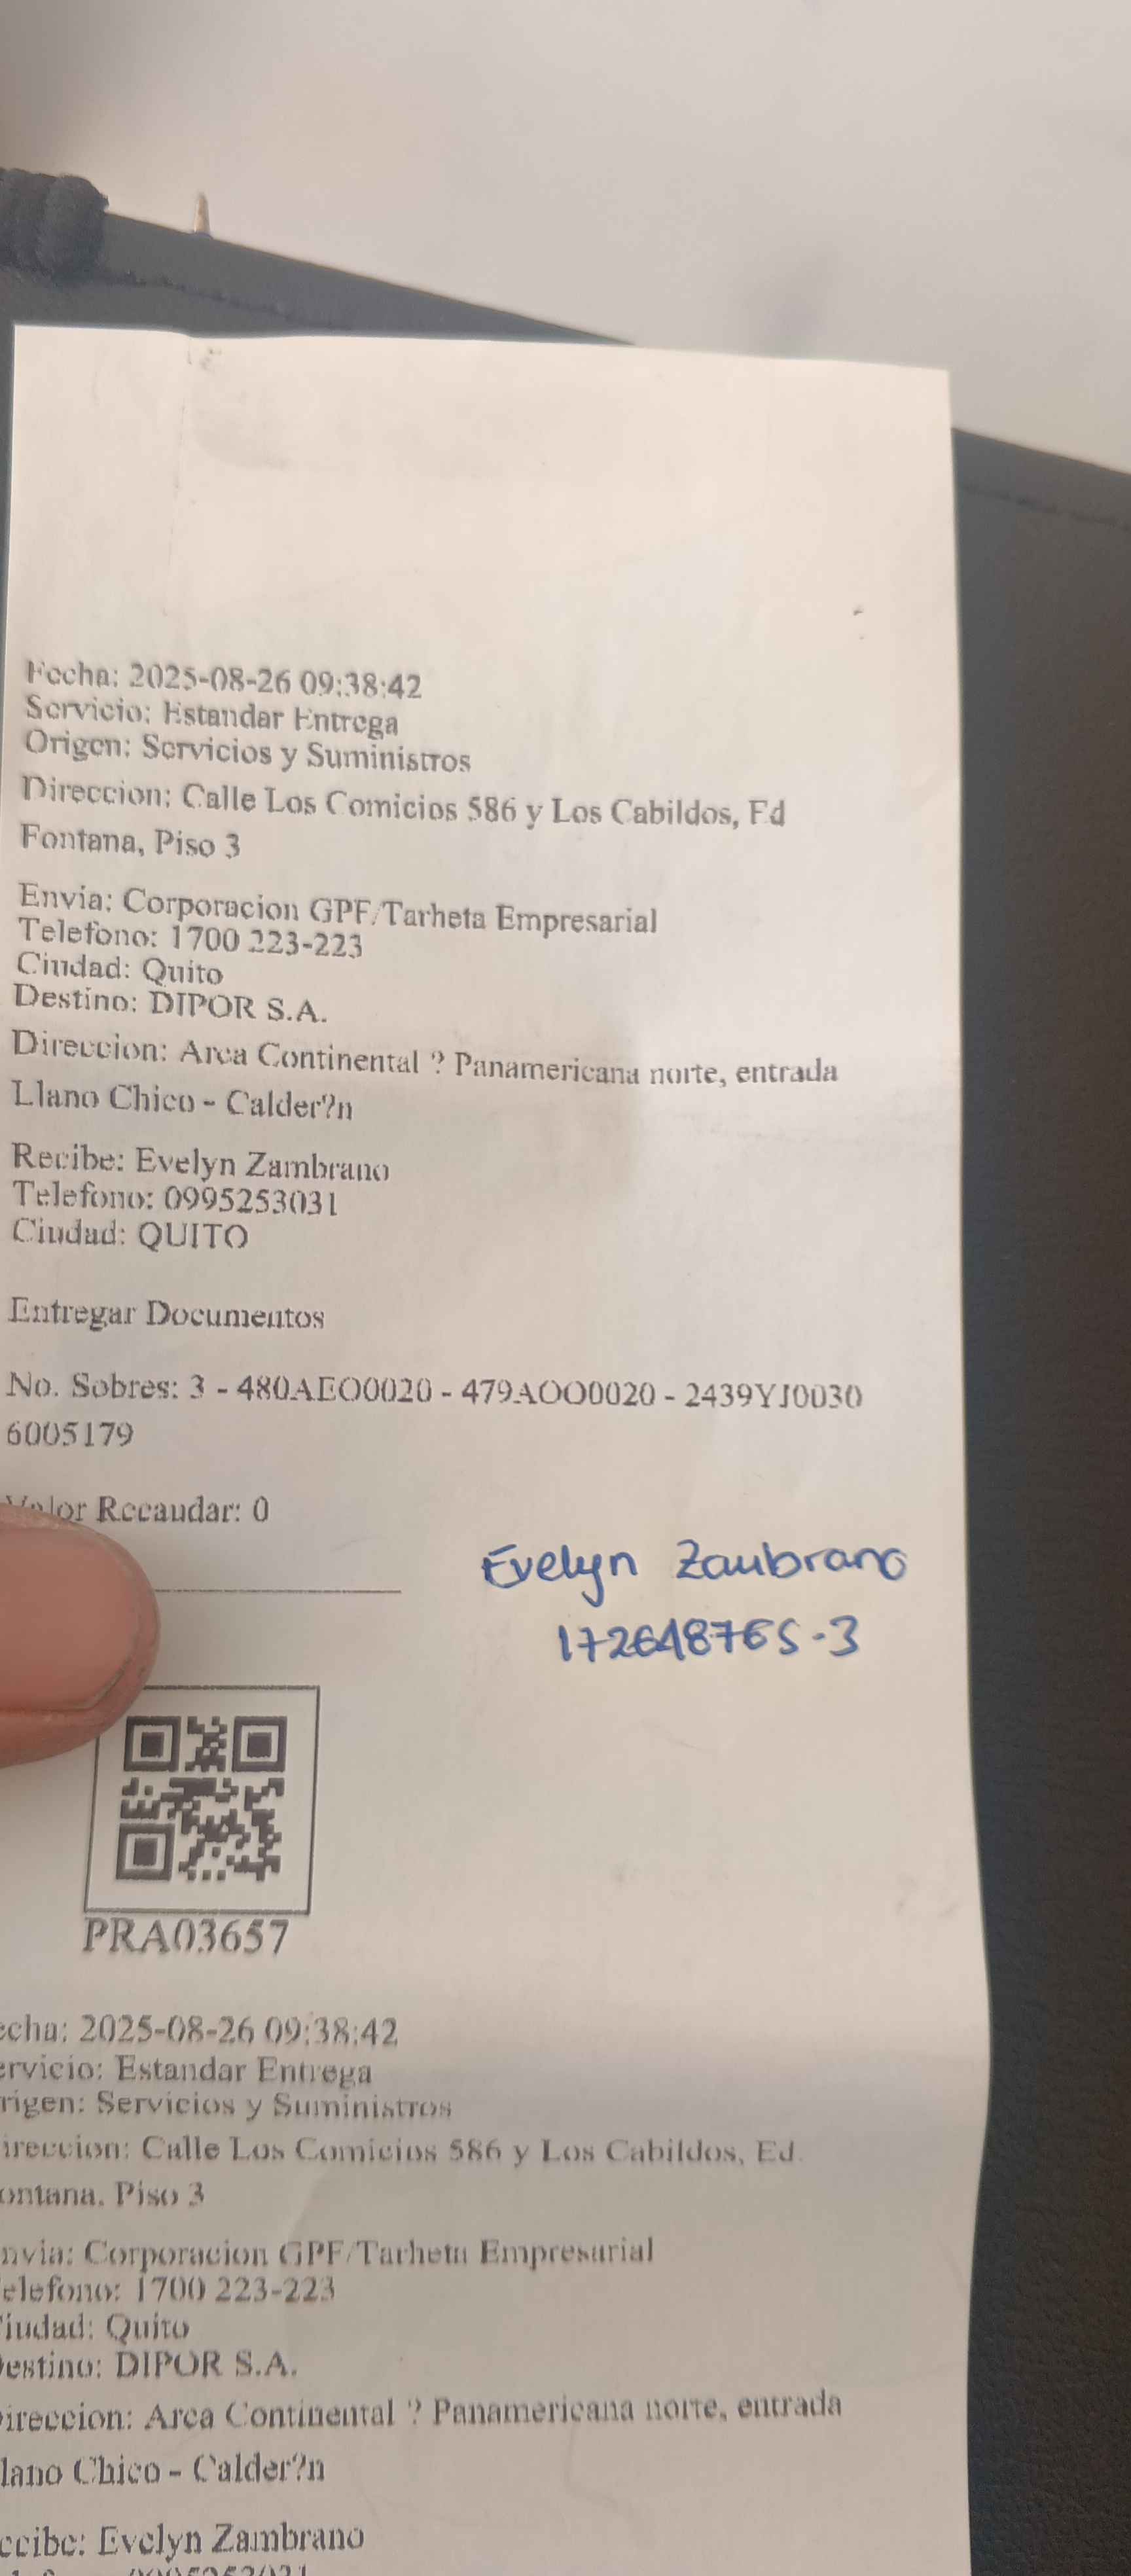 Fecha: 2025-08-26 09:38:42
Servicio: Estandar Entrega
Origen: Servicios y Suministros
Direccion: Calle Los Comicios 586 y Los Cabildos, Ed
Fontana, Piso 3
Envia: Corporacion GPF/Tarheta Empresarial
Telefono: 1700 223-223
Ciudad: Quito
Destino: DIPOR S.A.
Direccion: Arca Continental ? Panamericana norte, entrada
Llano Chico - Calder?n
Recibe: Evelyn Zambrano
Telefono: 0995253031
Ciudad: QUITO
Entregar Documentos
No. Sobres: 3 - 480AEO0020 - 479AOO0020 - 2439YJ0030
6005179
Valor Recaudar: 0
Evelyn Zambrano
172648765-3
PRA03657
echa: 2025-08-26 09:38:42
ervicio: Estandar Entrega
rigen: Servicios y Suministros
ireccion: Calle Los Comicios 586 y Los Cabildos, Ed.
ontana, Piso 3
nvia: Corporacion GPF/Tarheta Empresarial
elefono: 1700 223-223
iudad: Quito
estino: DIPOR S.A.
ireccion: Arca Continental ? Panamericana norte, entrada
lano Chico - Calder?n
ecibe: Evelyn Zambrano